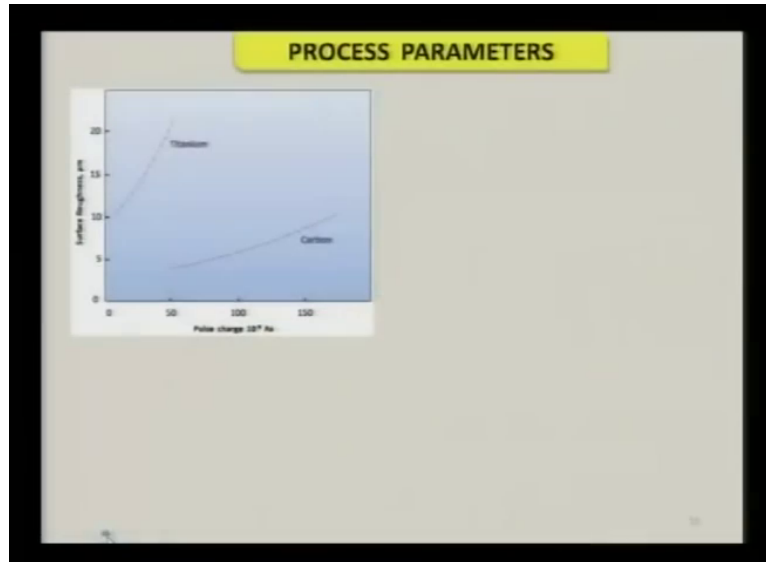 PROCESS PARAMETERS
Surface Roughness, µm
20
15
10
5
0
Titanium
Carbon
0 50 100 150
Pulse charge